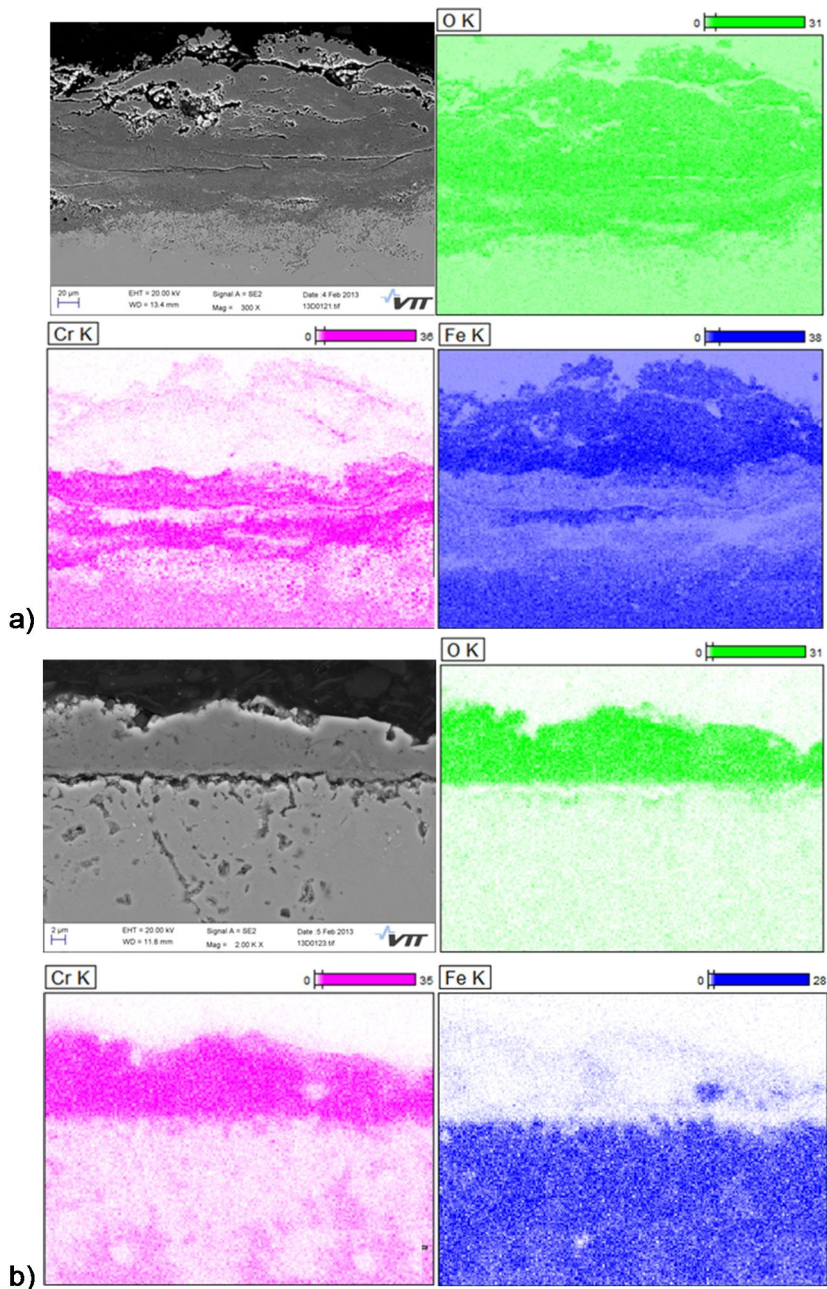 O K
0 31
20 µm
EHT = 20.00 kV
WD = 13.4 mm
Signal A = SE2
Mag = 300 X
Date :4 Feb 2013
13D0121.tif
VTT
Cr K
0 36
Fe K
0 38
a)
O K
0 31
2 µm
EHT = 20.00 kV
WD = 11.8 mm
Signal A = SE2
Mag = 2.00 K X
Date :5 Feb 2013
13D0123.tif
VTT
Cr K
0 35
Fe K
0 28
b)